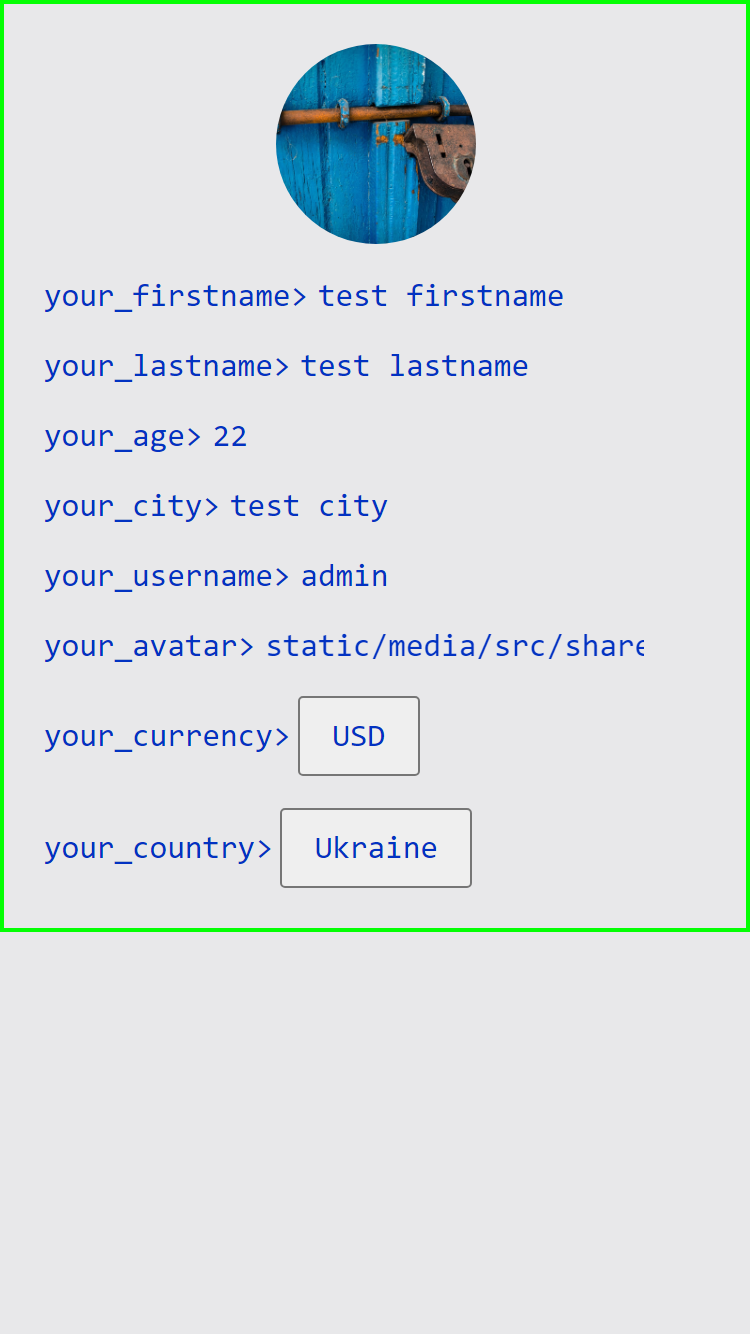 your_firstname> test firstname
your_lastname> test lastname
your_age> 22
your_city> test city
your_username> admin
your_avatar> static/media/src/share
your_currency> USD
your_country> Ukraine